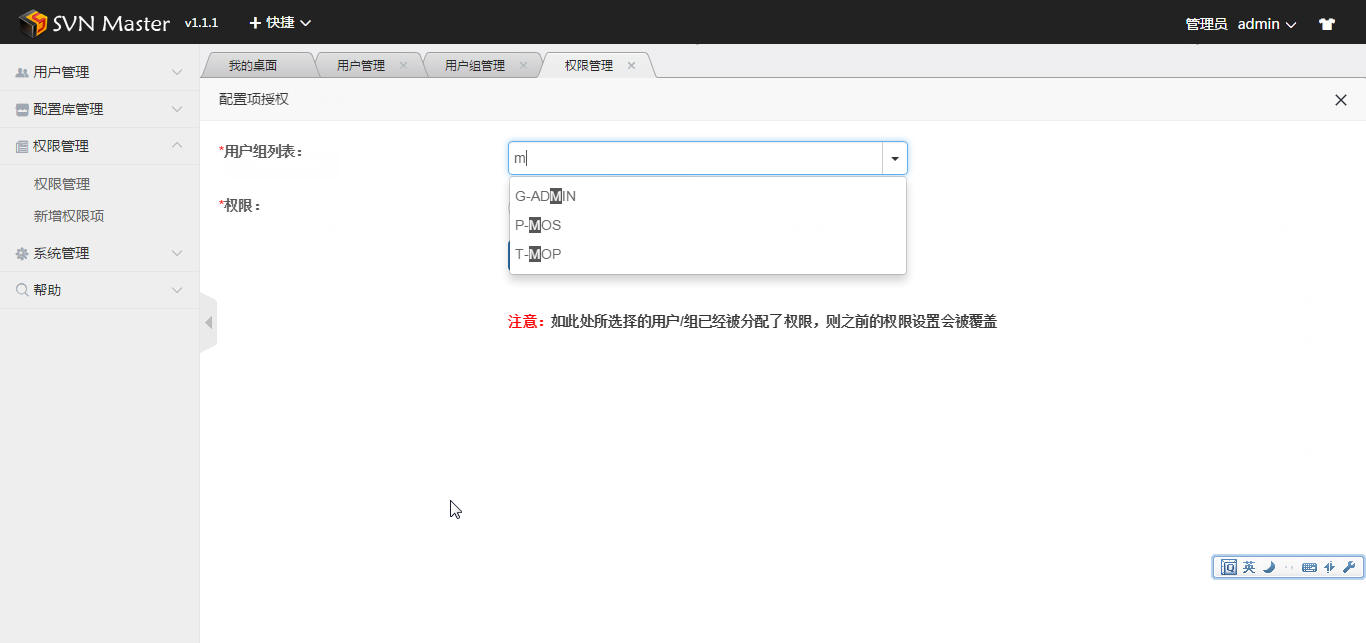 SVN Master v1.1.1 快捷 管理员 admin
我的桌面 用户管理 用户组管理 权限管理
用户管理
配置库管理
权限管理
权限管理
新增权限项
系统管理
帮助
配置项授权
*用户组列表：
m
G-ADMIN
P-MOS
T-MOP
*权限：
注意：如此处所选择的用户/组已经被分配了权限，则之前的权限设置会被覆盖
英